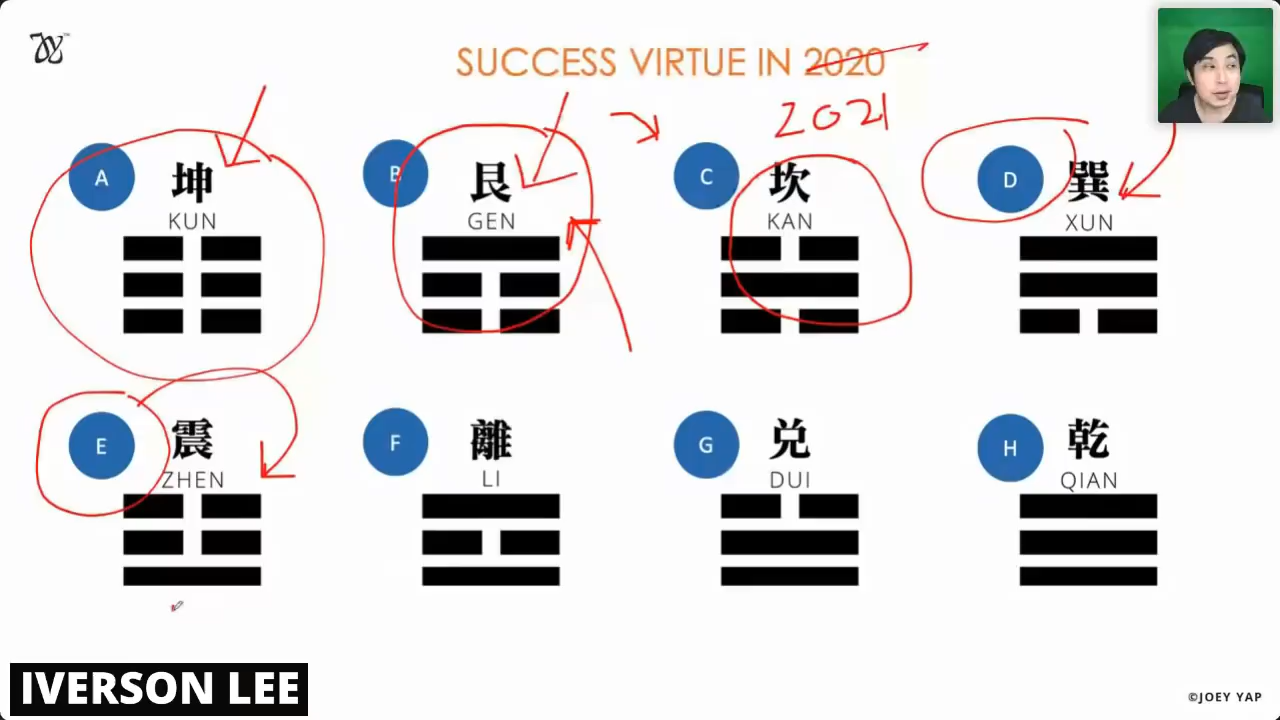 SUCCESS VIRTUE IN 2020
2021
A
坤
KUN
B
艮
GEN
C
坎
KAN
D
巽
XUN
E
震
ZHEN
F
離
LI
G
兑
DUI
H
乾
QIAN
IVERSON LEE
©JOEY YAP